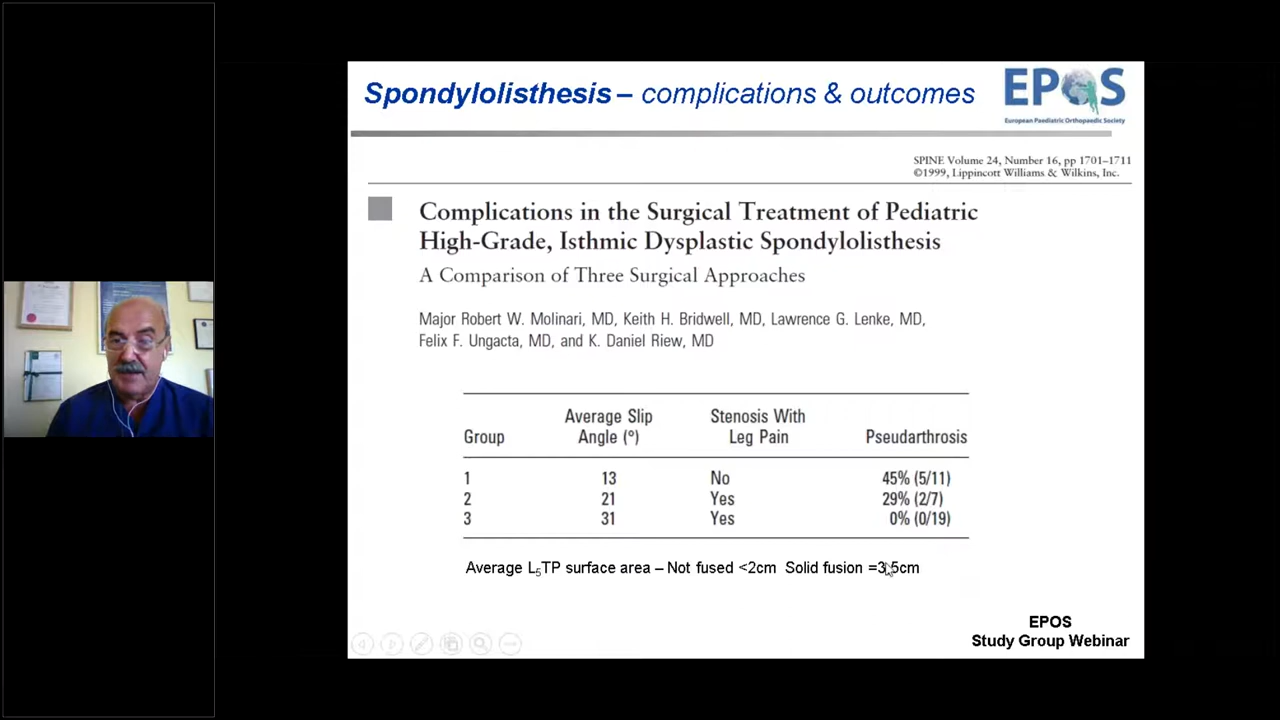 Spondylolisthesis – complications & outcomes
EPOS
European Paediatric Orthopaedic Society
SPINE Volume 24, Number 16, pp 1701–1711
©1999, Lippincott Williams & Wilkins, Inc.
Complications in the Surgical Treatment of Pediatric
High-Grade, Isthmic Dysplastic Spondylolisthesis
A Comparison of Three Surgical Approaches
Major Robert W. Molinari, MD, Keith H. Bridwell, MD, Lawrence G. Lenke, MD,
Felix F. Ungacta, MD, and K. Daniel Riew, MD
Average Slip Stenosis With
Group Angle (°) Leg Pain Pseudarthrosis
1 13 No 45% (5/11)
2 21 Yes 29% (2/7)
3 31 Yes 0% (0/19)
Average L5TP surface area – Not fused <2cm Solid fusion =3.5cm
EPOS
Study Group Webinar